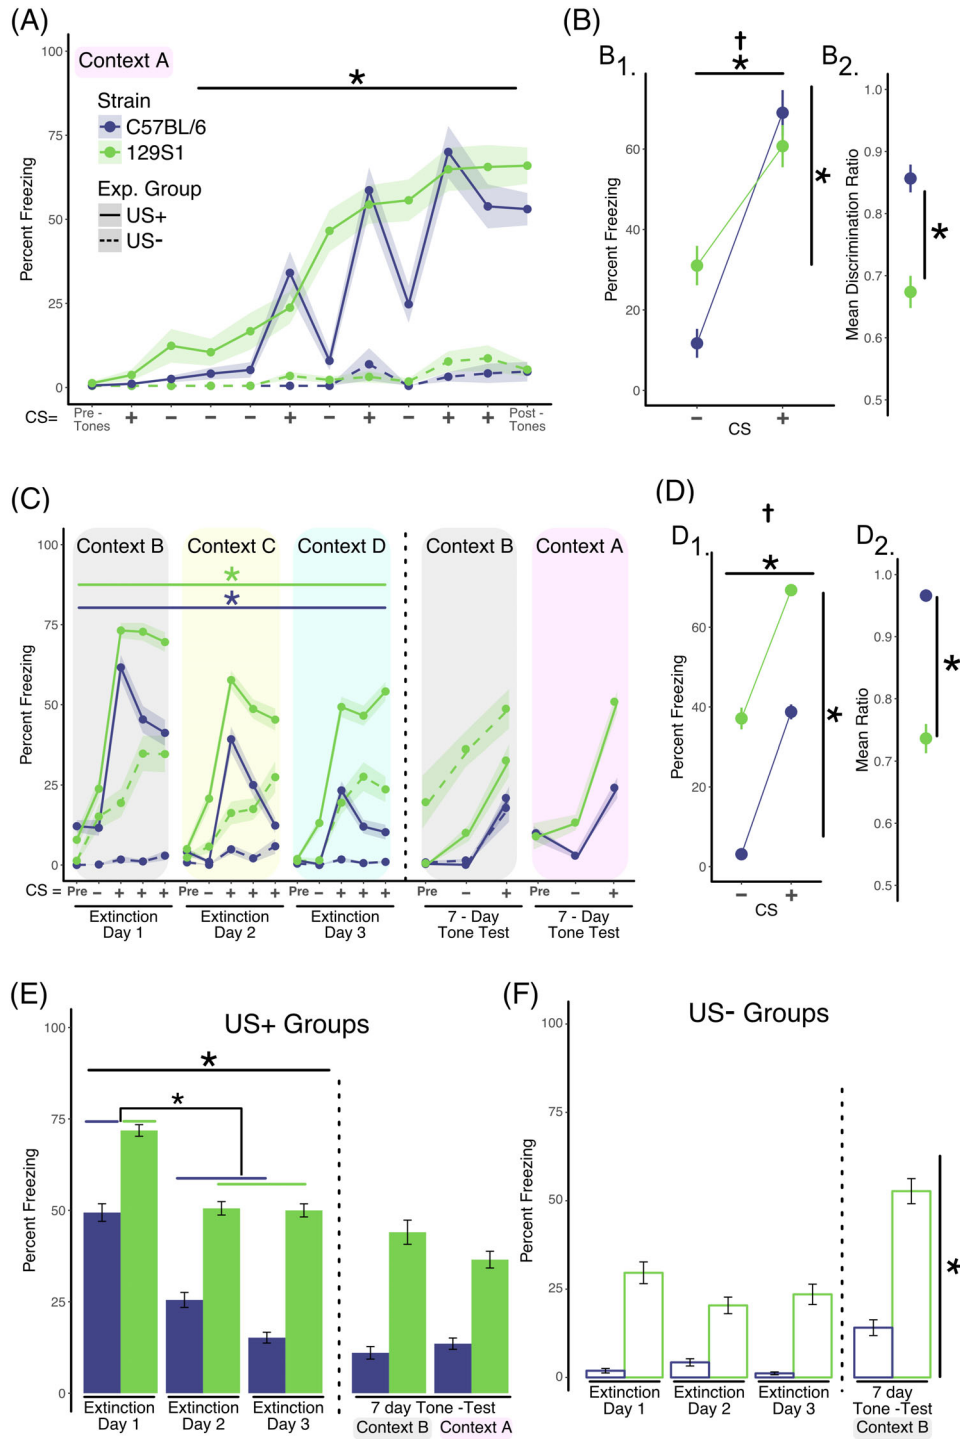 (A)
100
75
50
25
0
Percent Freezing
Context A
Strain
C57BL/6
129S1
Exp. Group
US+
US-
*
CS=
Pre - Tones
+
−
−
−
+
−
+
−
+
+
Post - Tones
(B)
B1.
†
*
*
60
40
20
0
Percent Freezing
−
+
CS
B2.
1.0
0.9
0.8
0.7
0.6
0.5
Mean Discrimination Ratio
*
(C)
100
75
50
25
0
Percent Freezing
Context B
Context C
Context D
Context B
Context A
*
*
CS =
Pre − + + +
Pre − + + +
Pre − + + +
Pre − +
Pre − +
Extinction
Day 1
Extinction
Day 2
Extinction
Day 3
7 - Day
Tone Test
7 - Day
Tone Test
(D)
D1.
†
*
*
60
40
20
0
Percent Freezing
−
+
CS
D2.
1.0
0.9
0.8
0.7
0.6
0.5
Mean Ratio
*
(E)
US+ Groups
100
75
50
25
0
Percent Freezing
*
*
Extinction
Day 1
Extinction
Day 2
Extinction
Day 3
7 day Tone -Test
Context B
Context A
(F)
US- Groups
100
75
50
25
0
Percent Freezing
*
Extinction
Day 1
Extinction
Day 2
Extinction
Day 3
7 day
Tone -Test
Context B